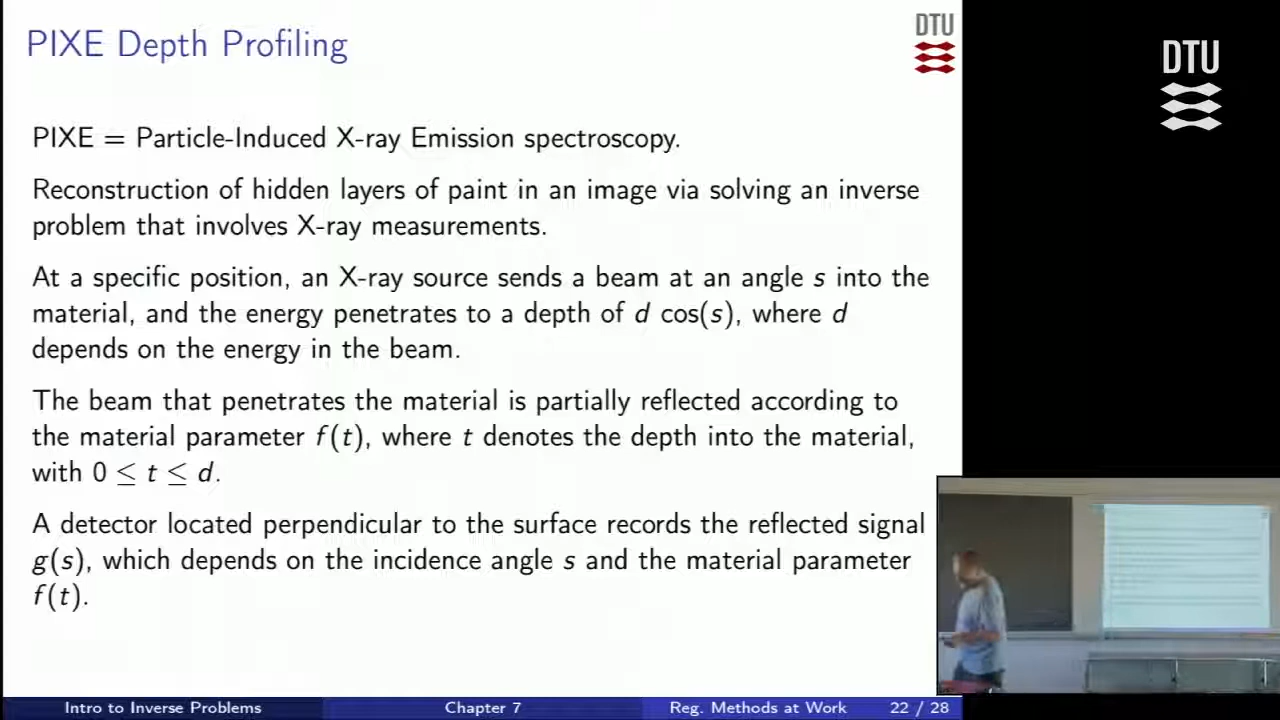 PIXE Depth Profiling
DTU
DTU
PIXE = Particle-Induced X-ray Emission spectroscopy.
Reconstruction of hidden layers of paint in an image via solving an inverse
problem that involves X-ray measurements.
At a specific position, an X-ray source sends a beam at an angle s into the
material, and the energy penetrates to a depth of d cos(s), where d
depends on the energy in the beam.
The beam that penetrates the material is partially reflected according to
the material parameter f(t), where t denotes the depth into the material,
with 0 ≤ t ≤ d.
A detector located perpendicular to the surface records the reflected signal
g(s), which depends on the incidence angle s and the material parameter
f(t).
Intro to Inverse Problems Chapter 7 Reg. Methods at Work 22 / 28